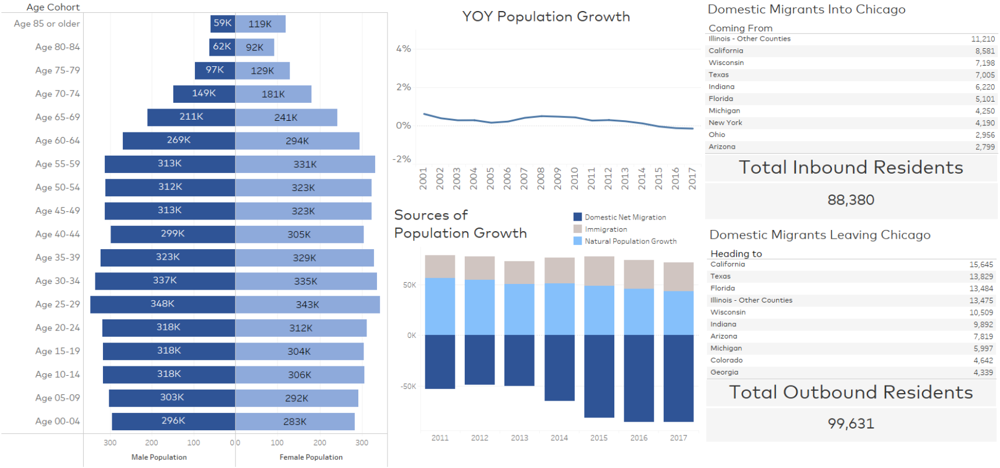 Age Cohort
Age 85 or older 59K 119K
Age 80-84 62K 92K
Age 75-79 97K 129K
Age 70-74 149K 181K
Age 65-69 211K 241K
Age 60-64 269K 294K
Age 55-59 313K 331K
Age 50-54 312K 323K
Age 45-49 313K 323K
Age 40-44 299K 305K
Age 35-39 323K 329K
Age 30-34 337K 335K
Age 25-29 348K 343K
Age 20-24 318K 312K
Age 15-19 318K 304K
Age 10-14 318K 306K
Age 05-09 303K 292K
Age 00-04 296K 283K
300 200 100 0 0 100 200 300
Male Population Female Population
YOY Population Growth
4%
2%
0%
-2%
2001 2002 2003 2004 2005 2006 2007 2008 2009 2010 2011 2012 2013 2014 2015 2016 2017
Sources of
Population Growth
Domestic Net Migration
Immigration
Natural Population Growth
50K
0K
-50K
2011 2012 2013 2014 2015 2016 2017
Domestic Migrants Into Chicago
Coming From
Illinois - Other Counties 11,210
California 8,581
Wisconsin 7,198
Texas 7,005
Indiana 6,220
Florida 5,101
Michigan 4,250
New York 4,190
Ohio 2,956
Arizona 2,799
Total Inbound Residents
88,380
Domestic Migrants Leaving Chicago
Heading to
California 15,645
Texas 13,829
Florida 13,484
Illinois - Other Counties 13,475
Wisconsin 10,509
Indiana 9,892
Arizona 7,819
Michigan 5,997
Colorado 4,642
Georgia 4,339
Total Outbound Residents
99,631